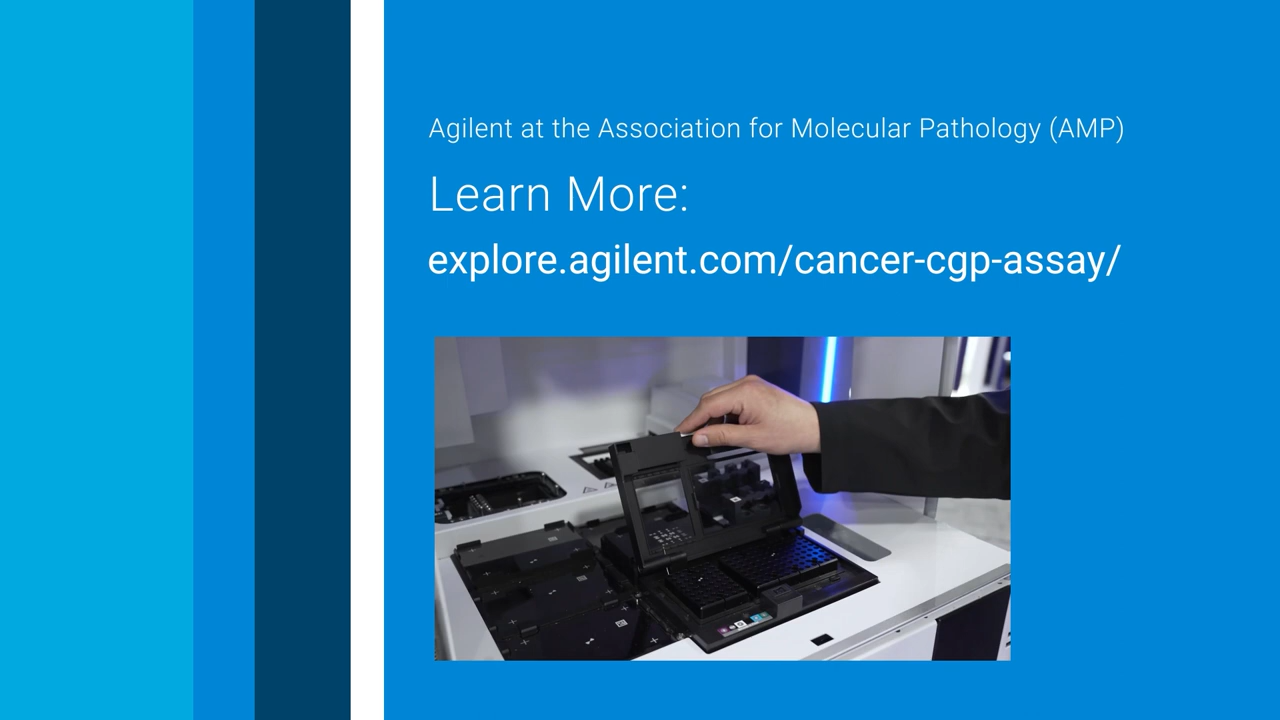 Agilent at the Association for Molecular Pathology (AMP)
Learn More:
explore.agilent.com/cancer-cgp-assay/